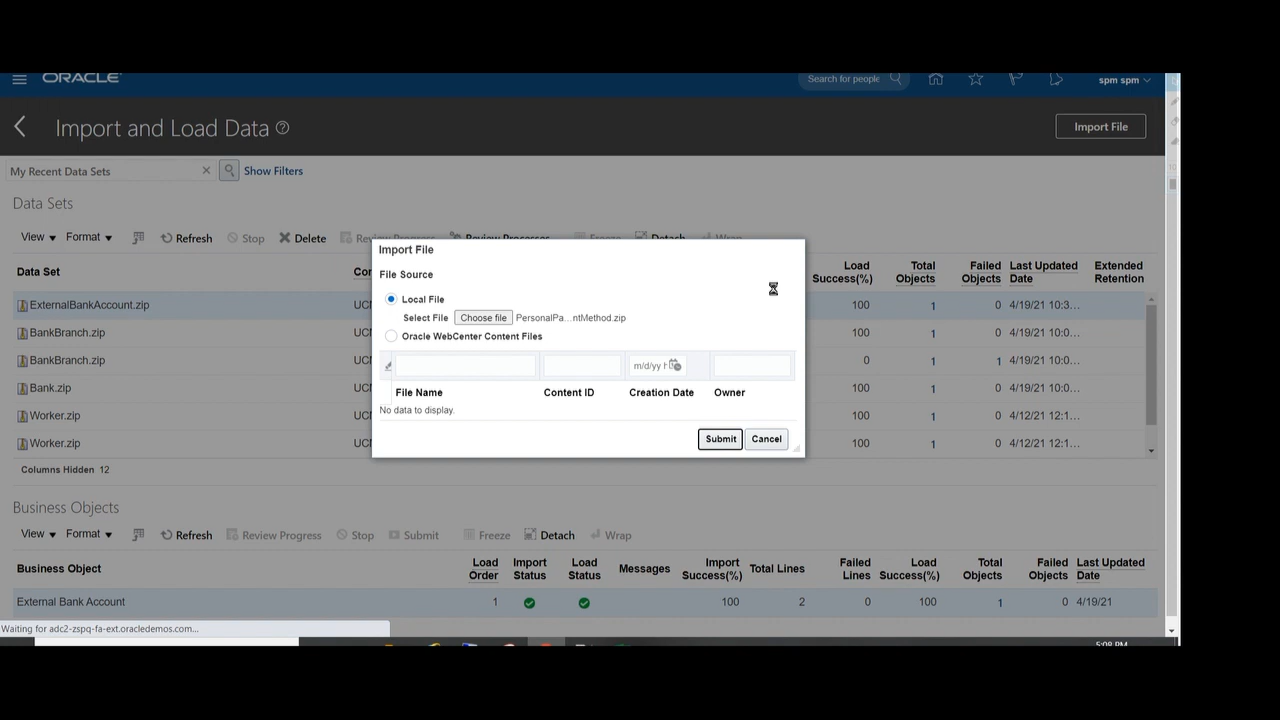 ORACLE
Search for people
spm spm
Import and Load Data
Import File
My Recent Data Sets
Show Filters
Data Sets
View Format Refresh Stop Delete Detach Wrap
Data Set
Load Success(%)
Total Objects
Failed Objects
Last Updated Date
Extended Retention
ExternalBankAccount.zip 100 1 0 4/19/21 10:3...
BankBranch.zip 100 1 0 4/19/21 10:0...
BankBranch.zip 0 1 1 4/19/21 10:0...
Bank.zip 100 1 0 4/19/21 10:0...
Worker.zip 100 1 0 4/12/21 12:1...
Worker.zip 100 1 0 4/12/21 12:1...
Columns Hidden 12
Import File
File Source
Local File
Select File Choose file PersonalPa...ntMethod.zip
Oracle WebCenter Content Files
m/d/yy h
File Name Content ID Creation Date Owner
No data to display.
Submit Cancel
Business Objects
View Format Refresh Review Progress Stop Submit Freeze Detach Wrap
Business Object
Load Order
Import Status
Load Status
Messages
Import Success(%)
Total Lines
Failed Lines
Load Success(%)
Total Objects
Failed Objects
Last Updated Date
External Bank Account 1 100 2 0 100 1 0 4/19/21
Waiting for adc2-zspq-fa-ext.oracledemos.com...
5:08 PM